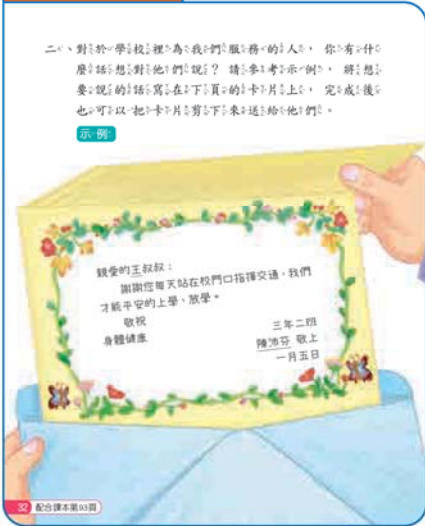 二、對於學校裡為我們服務的人，你有什
麼話想對他們說？請參考示例，將想
要說的話寫在下頁的卡片上，完成後
也可以把卡片剪下來送給他們。
示例
親愛的王叔叔：
謝謝您每天站在校門口指揮交通，我們
才能平安的上學、放學。
敬祝
身體健康
三年二班
陳沛芬 敬上
一月五日
32 配合課本第93頁